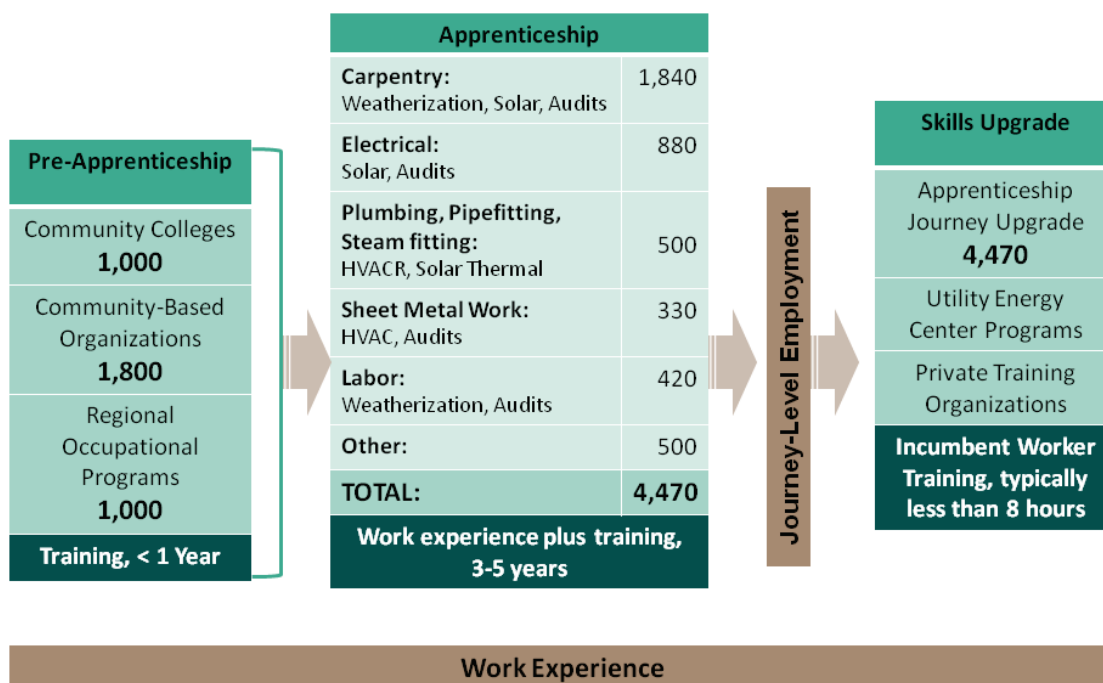 Pre-Apprenticeship
Community Colleges
1,000
Community-Based
Organizations
1,800
Regional
Occupational
Programs
1,000
Training, < 1 Year
Apprenticeship
Carpentry: 1,840
Weatherization, Solar, Audits
Electrical: 880
Solar, Audits
Plumbing, Pipefitting,
Steam fitting: 500
HVACR, Solar Thermal
Sheet Metal Work: 330
HVAC, Audits
Labor: 420
Weatherization, Audits
Other: 500
TOTAL: 4,470
Work experience plus training,
3-5 years
Journey-Level Employment
Skills Upgrade
Apprenticeship
Journey Upgrade
4,470
Utility Energy
Center Programs
Private Training
Organizations
Incumbent Worker
Training, typically
less than 8 hours
Work Experience